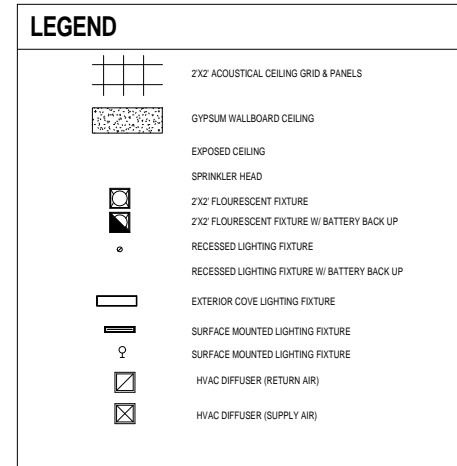 LEGEND
2'X2' ACOUSTICAL CEILING GRID & PANELS
GYPSUM WALLBOARD CEILING
EXPOSED CEILING
SPRINKLER HEAD
2'X2' FLOURESCENT FIXTURE
2'X2' FLOURESCENT FIXTURE W/ BATTERY BACK UP
RECESSED LIGHTING FIXTURE
RECESSED LIGHTING FIXTURE W/ BATTERY BACK UP
EXTERIOR COVE LIGHTING FIXTURE
SURFACE MOUNTED LIGHTING FIXTURE
SURFACE MOUNTED LIGHTING FIXTURE
HVAC DIFFUSER (RETURN AIR)
HVAC DIFFUSER (SUPPLY AIR)